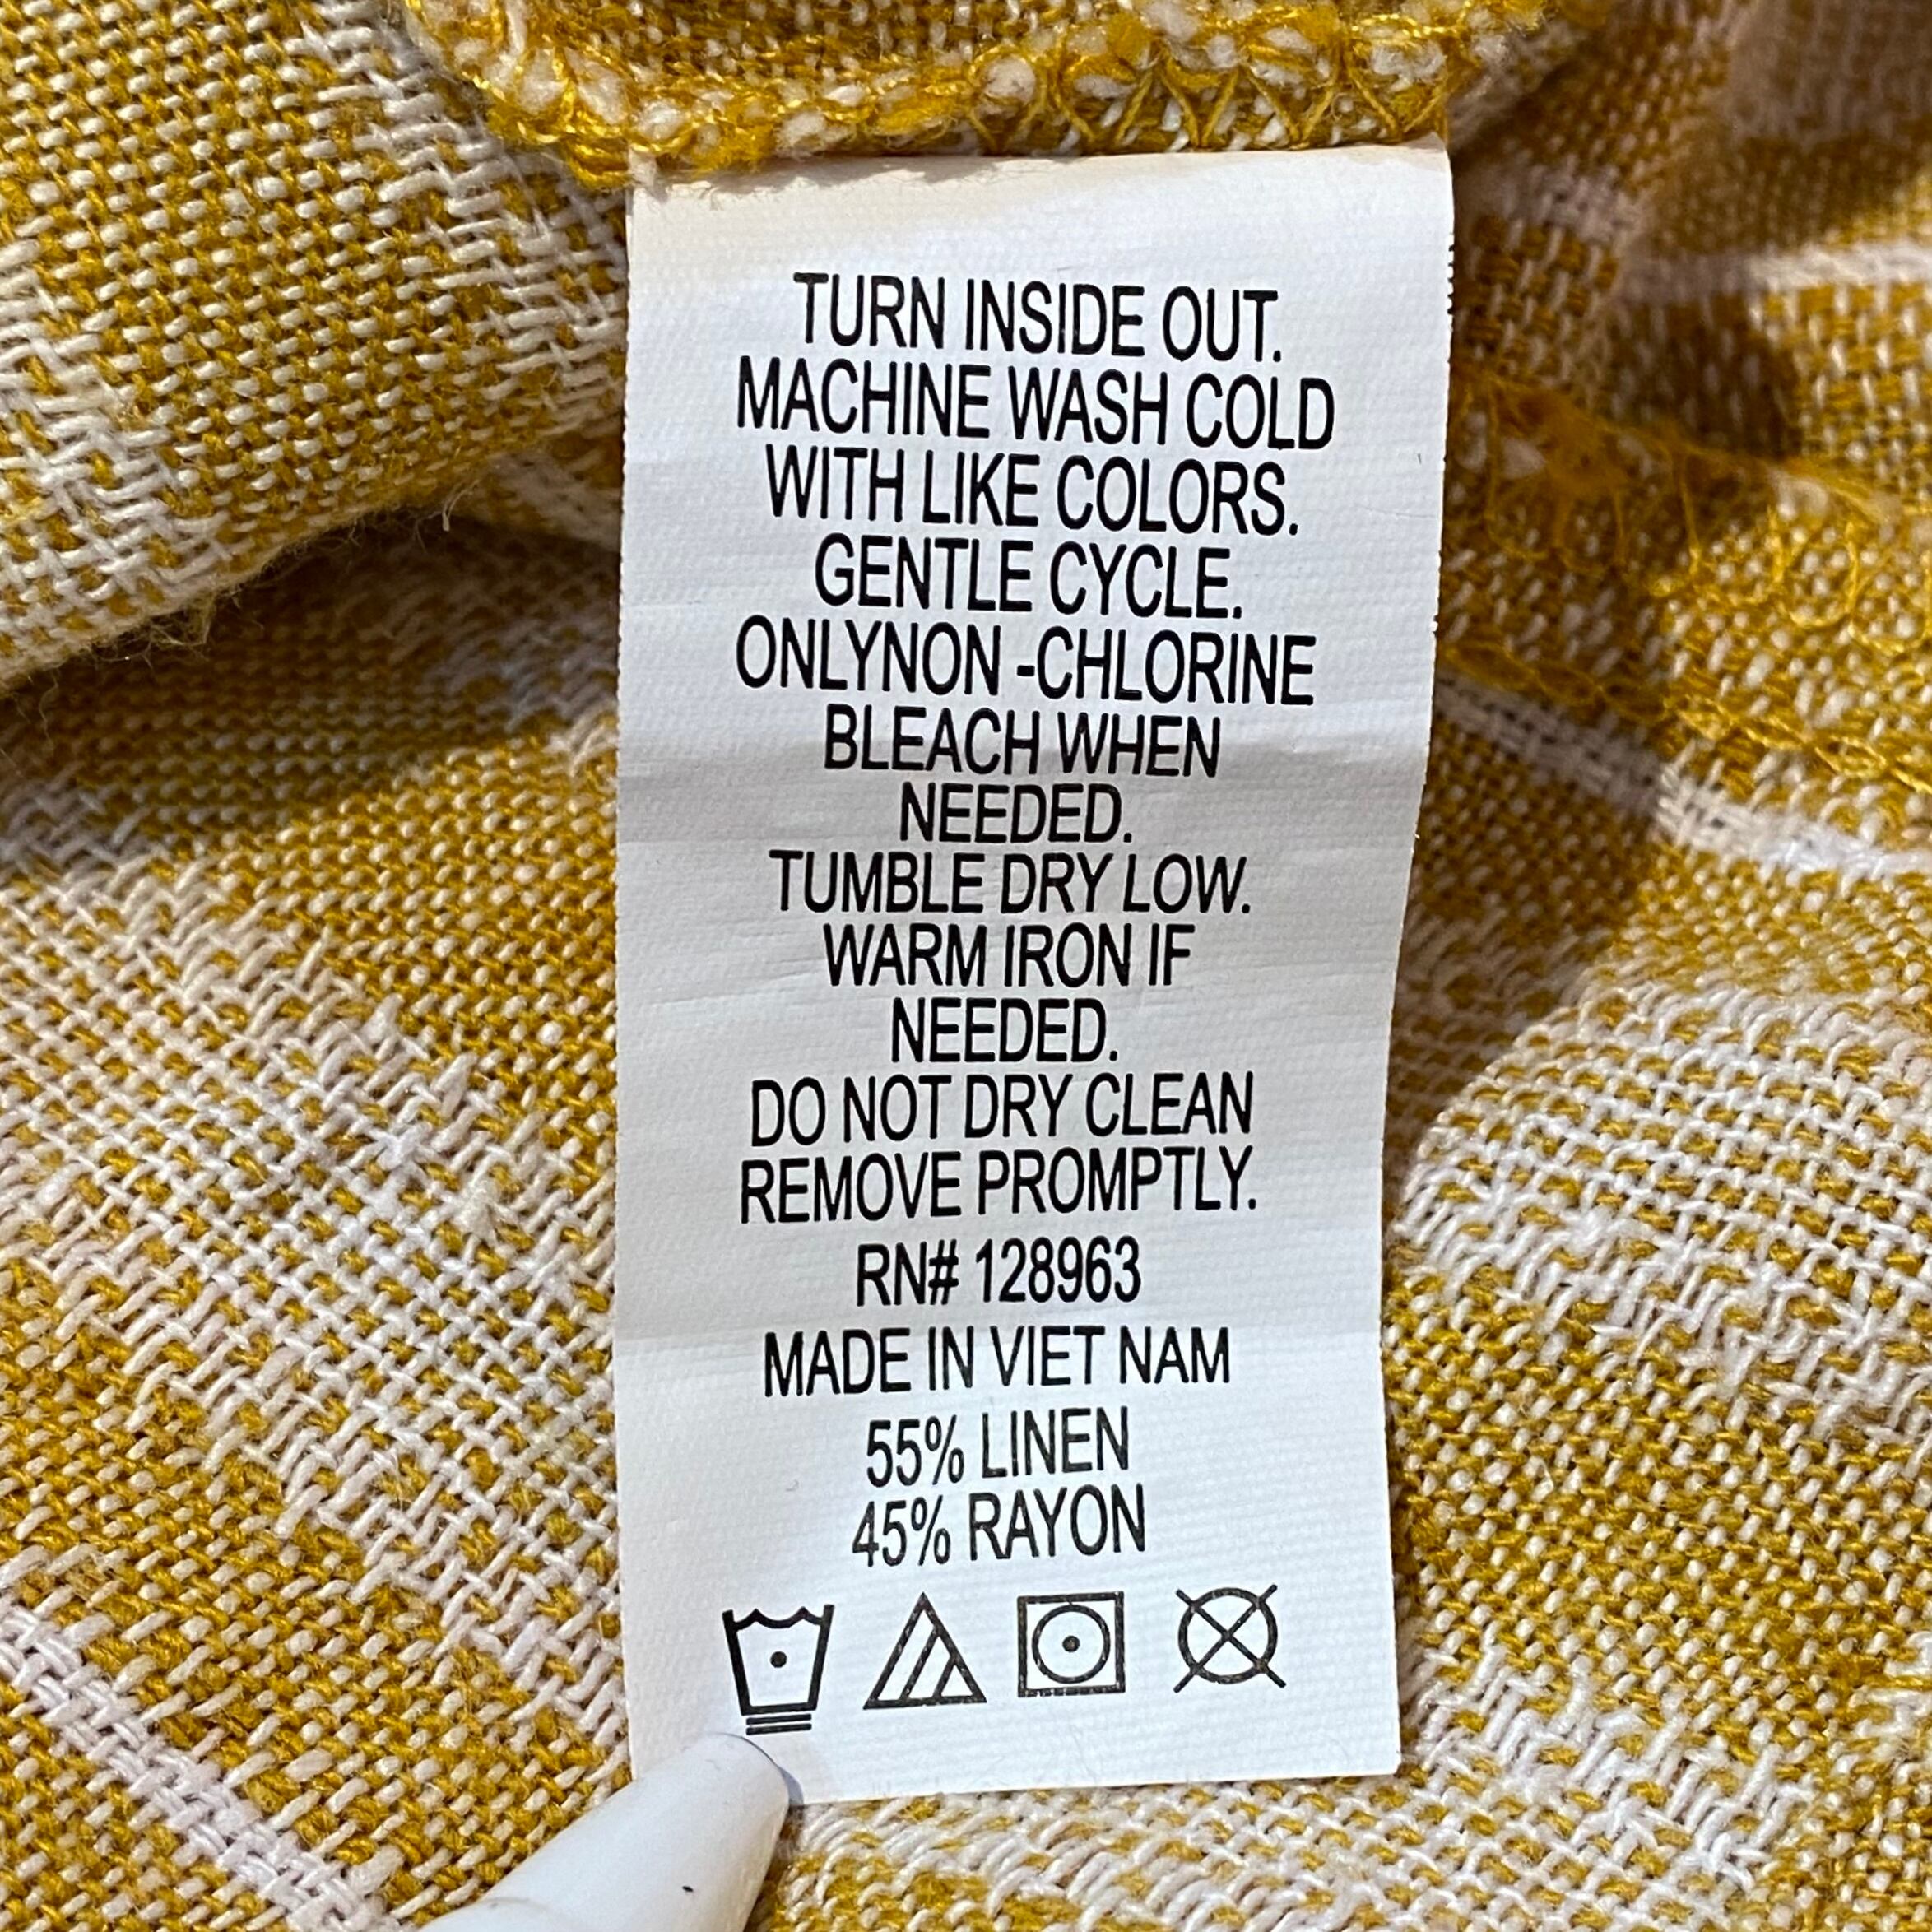 TURN INSIDE OUT.
MACHINE WASH COLD
WITH LIKE COLORS.
GENTLE CYCLE.
ONLYNON -CHLORINE
BLEACH WHEN
NEEDED.
TUMBLE DRY LOW.
WARM IRON IF
NEEDED.
DO NOT DRY CLEAN
REMOVE PROMPTLY.
RN# 128963
MADE IN VIET NAM
55% LINEN
45% RAYON